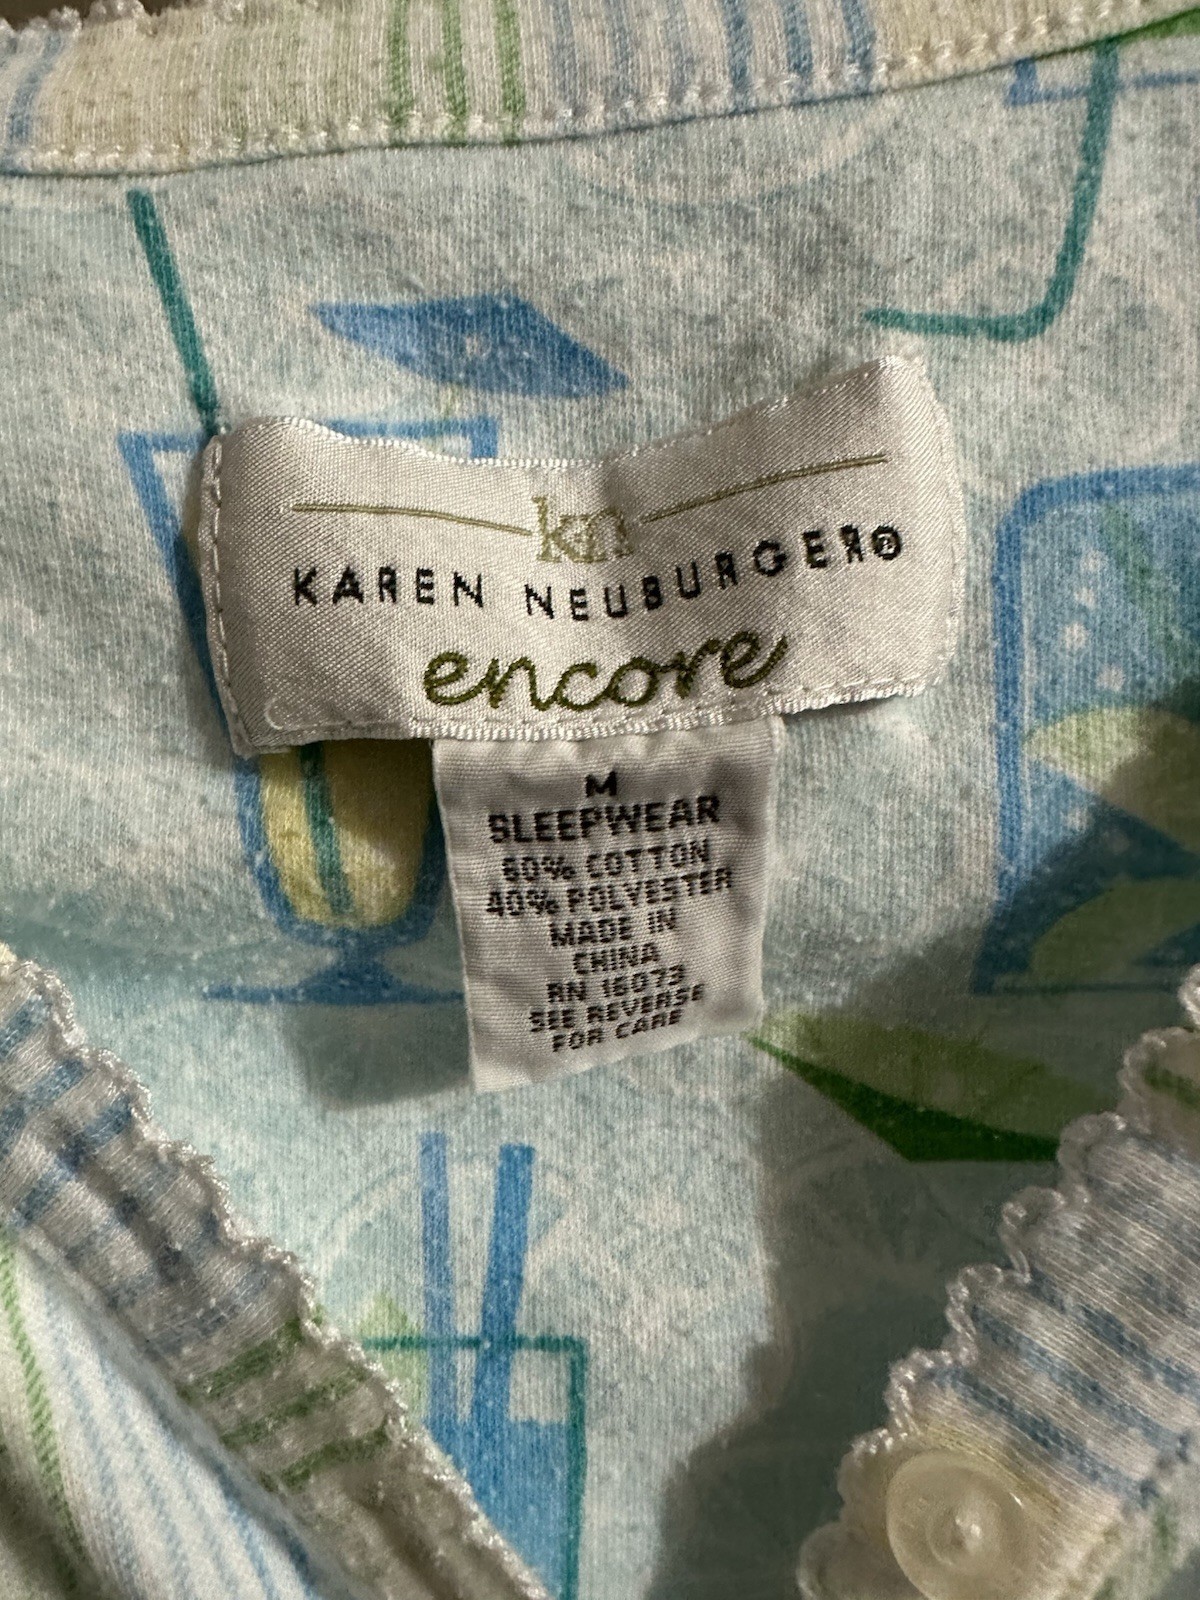 kn
KAREN NEUBURGER®
encore
M
SLEEPWEAR
60% COTTON
40% POLYESTER
MADE IN
CHINA
RN 16073
SEE REVERSE
FOR CARE